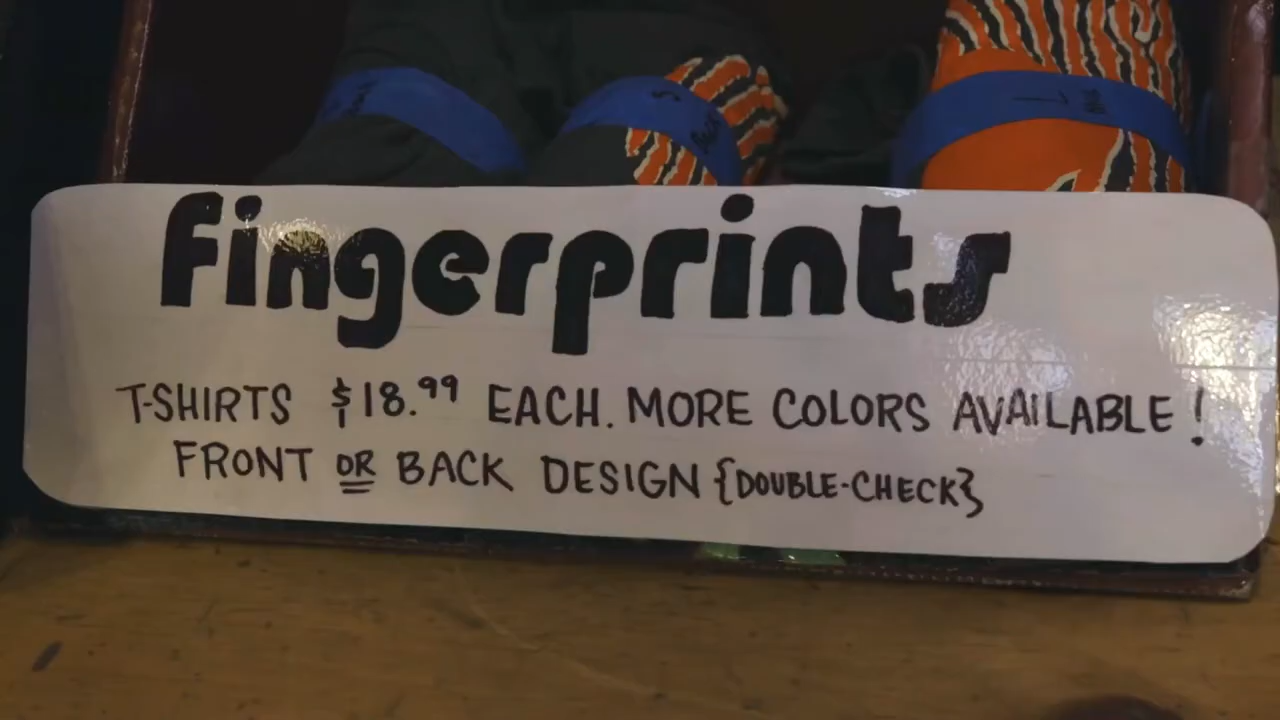 fingerprints
T-SHIRTS $18.99 EACH. MORE COLORS AVAILABLE!
FRONT OR BACK DESIGN {DOUBLE-CHECK}